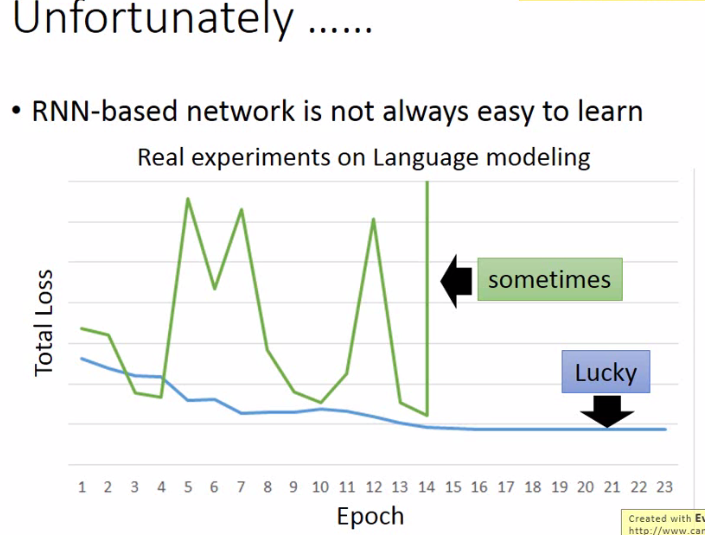 Unfortunately ......
• RNN-based network is not always easy to learn
Real experiments on Language modeling
Total Loss
sometimes
Lucky
1 2 3 4 5 6 7 8 9 10 11 12 13 14 15 16 17 18 19 20 21 22 23
Epoch
Created with
http://www.